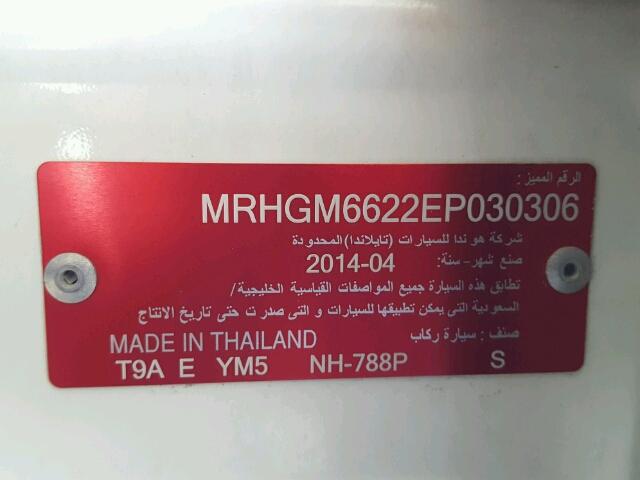 الرقم المميز :
MRHGM6622EP030306
شركة هوندا للسيارات (تايلاندا) المحدودة
صنع شهر-سنة: 2014-04
تطابق هذه السيارة جميع المواصفات القياسية الخليجية/
السعودية التي يمكن تطبيقها للسيارات و التى صدرت حتى تاريخ الانتاج
صنف : سيارة ركاب
MADE IN THAILAND
T9A E YM5 NH-788P S